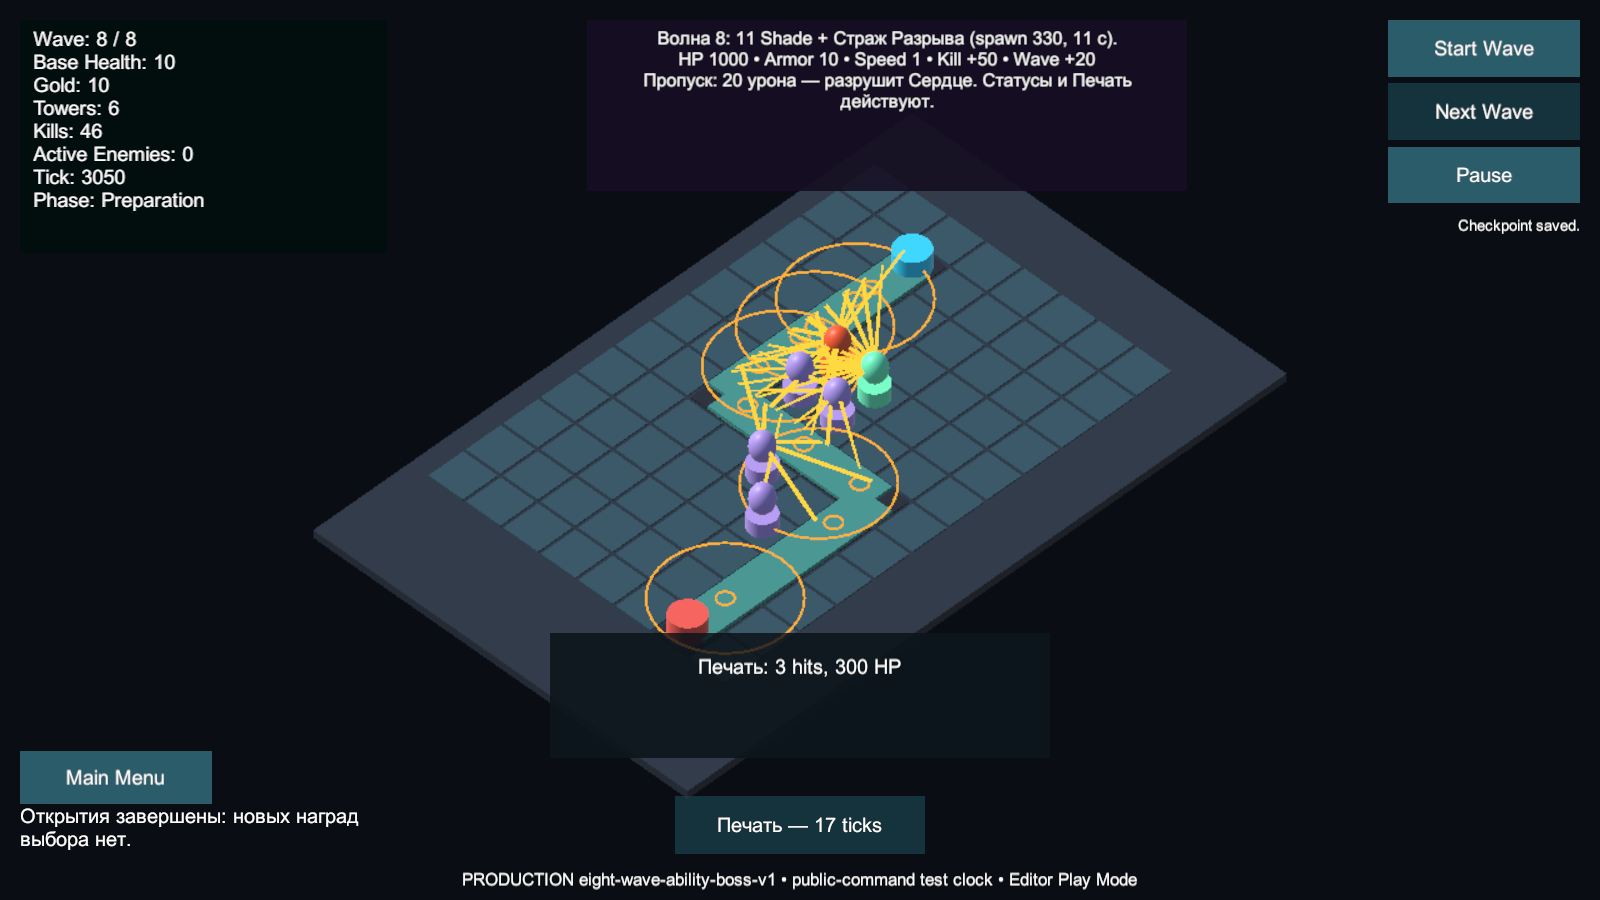 Wave: 8 / 8
Base Health: 10
Gold: 10
Towers: 6
Kills: 46
Active Enemies: 0
Tick: 3050
Phase: Preparation
Волна 8: 11 Shade + Страж Разрыва (spawn 330, 11 с).
HP 1000 • Armor 10 • Speed 1 • Kill +50 • Wave +20
Пропуск: 20 урона — разрушит Сердце. Статусы и Печать
действуют.
Start Wave
Next Wave
Pause
Checkpoint saved.
Печать: 3 hits, 300 HP
Main Menu
Открытия завершены: новых наград
выбора нет.
Печать — 17 ticks
PRODUCTION eight-wave-ability-boss-v1 • public-command test clock • Editor Play Mode